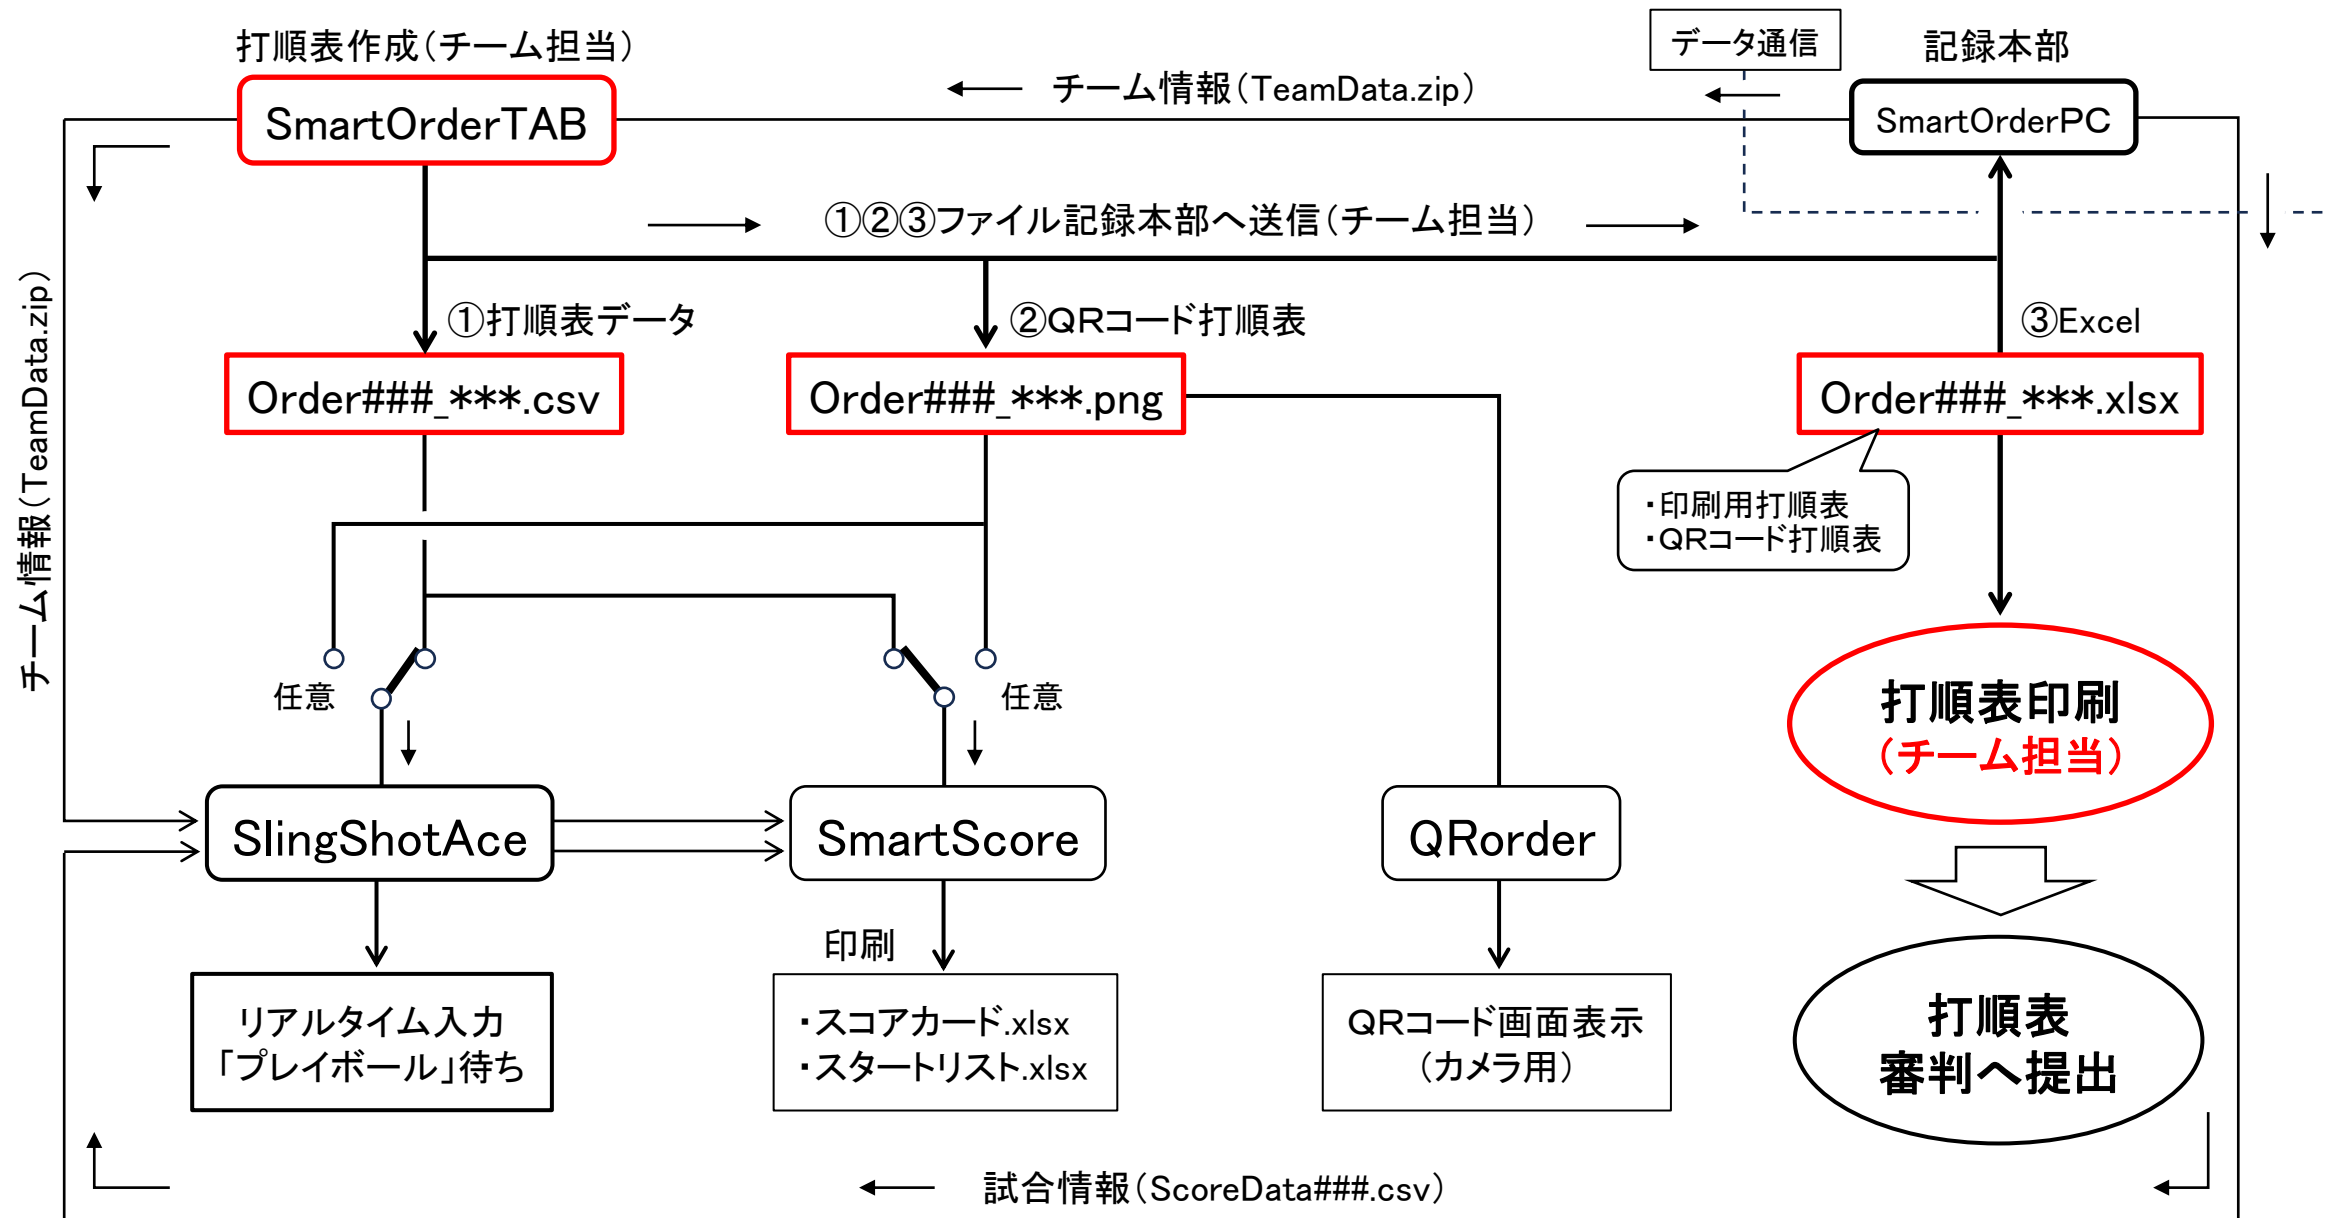 打順表作成（チーム担当）
データ通信
記録本部
チーム情報（TeamData.zip）
SmartOrderTAB
SmartOrderPC
①②③ファイル記録本部へ送信（チーム担当）
チーム情報（TeamData.zip）
①打順表データ
②QRコード打順表
③Excel
Order###_***.csv
Order###_***.png
Order###_***.xlsx
・印刷用打順表
・QRコード打順表
任意
任意
打順表印刷
（チーム担当）
SlingShotAce
SmartScore
QRorder
印刷
リアルタイム入力
「プレイボール」待ち
・スコアカード.xlsx
・スタートリスト.xlsx
QRコード画面表示
（カメラ用）
打順表
審判へ提出
試合情報（ScoreData###.csv）